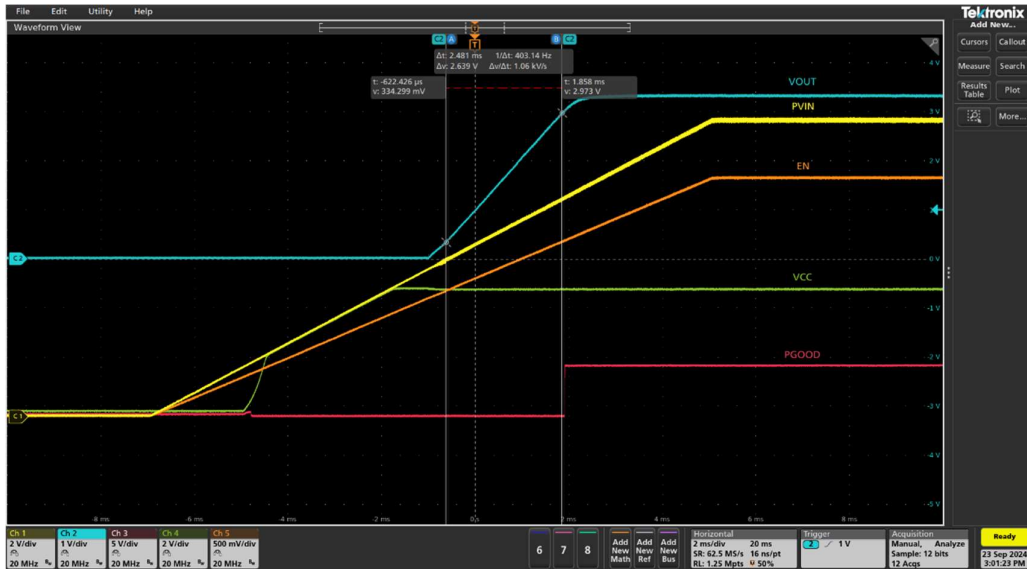 File Edit Utility Help
Tektronix
Waveform View
Add New...
Cursors Callout
Measure Search
Results Table Plot
More...
C2 A B C2
T
Δt: 2.481 ms 1/Δt: 403.14 Hz
Δv: 2.639 V Δv/Δt: 1.06 kV/s
t: -622.426 µs
v: 334.299 mV
t: 1.858 ms
v: 2.973 V
4 V
VOUT
PVIN
3 V
EN
2 V
1 V
C2
0 V
VCC
-1 V
PGOOD
-2 V
C1
-3 V
-4 V
-5 V
-8 ms -6 ms -4 ms -2 ms 0 s 2 ms 4 ms 6 ms 8 ms
Ch 1
2 V/div
20 MHz
Ch 2
1 V/div
20 MHz
Ch 3
5 V/div
20 MHz
Ch 4
2 V/div
20 MHz
Ch 5
500 mV/div
20 MHz
6 7 8
Add New Math
Add New Ref
Add New Bus
Horizontal
2 ms/div 20 ms
SR: 62.5 MS/s 16 ns/pt
RL: 1.25 Mpts 50%
Trigger
2 1 V
Acquisition
Manual, Analyze
Sample: 12 bits
12 Acqs
Ready
23 Sep 2024
3:01:23 PM